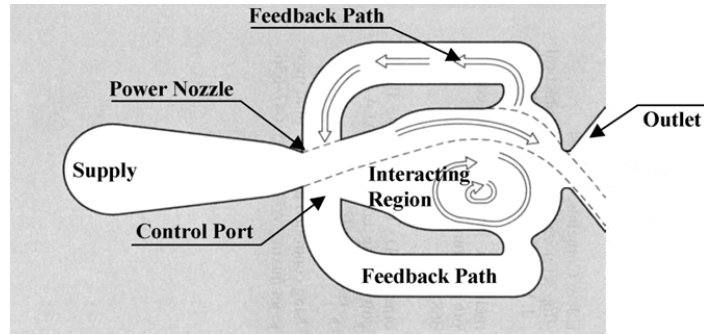 Feedback Path
Power Nozzle
Outlet
Supply
Interacting
Region
Control Port
Feedback Path